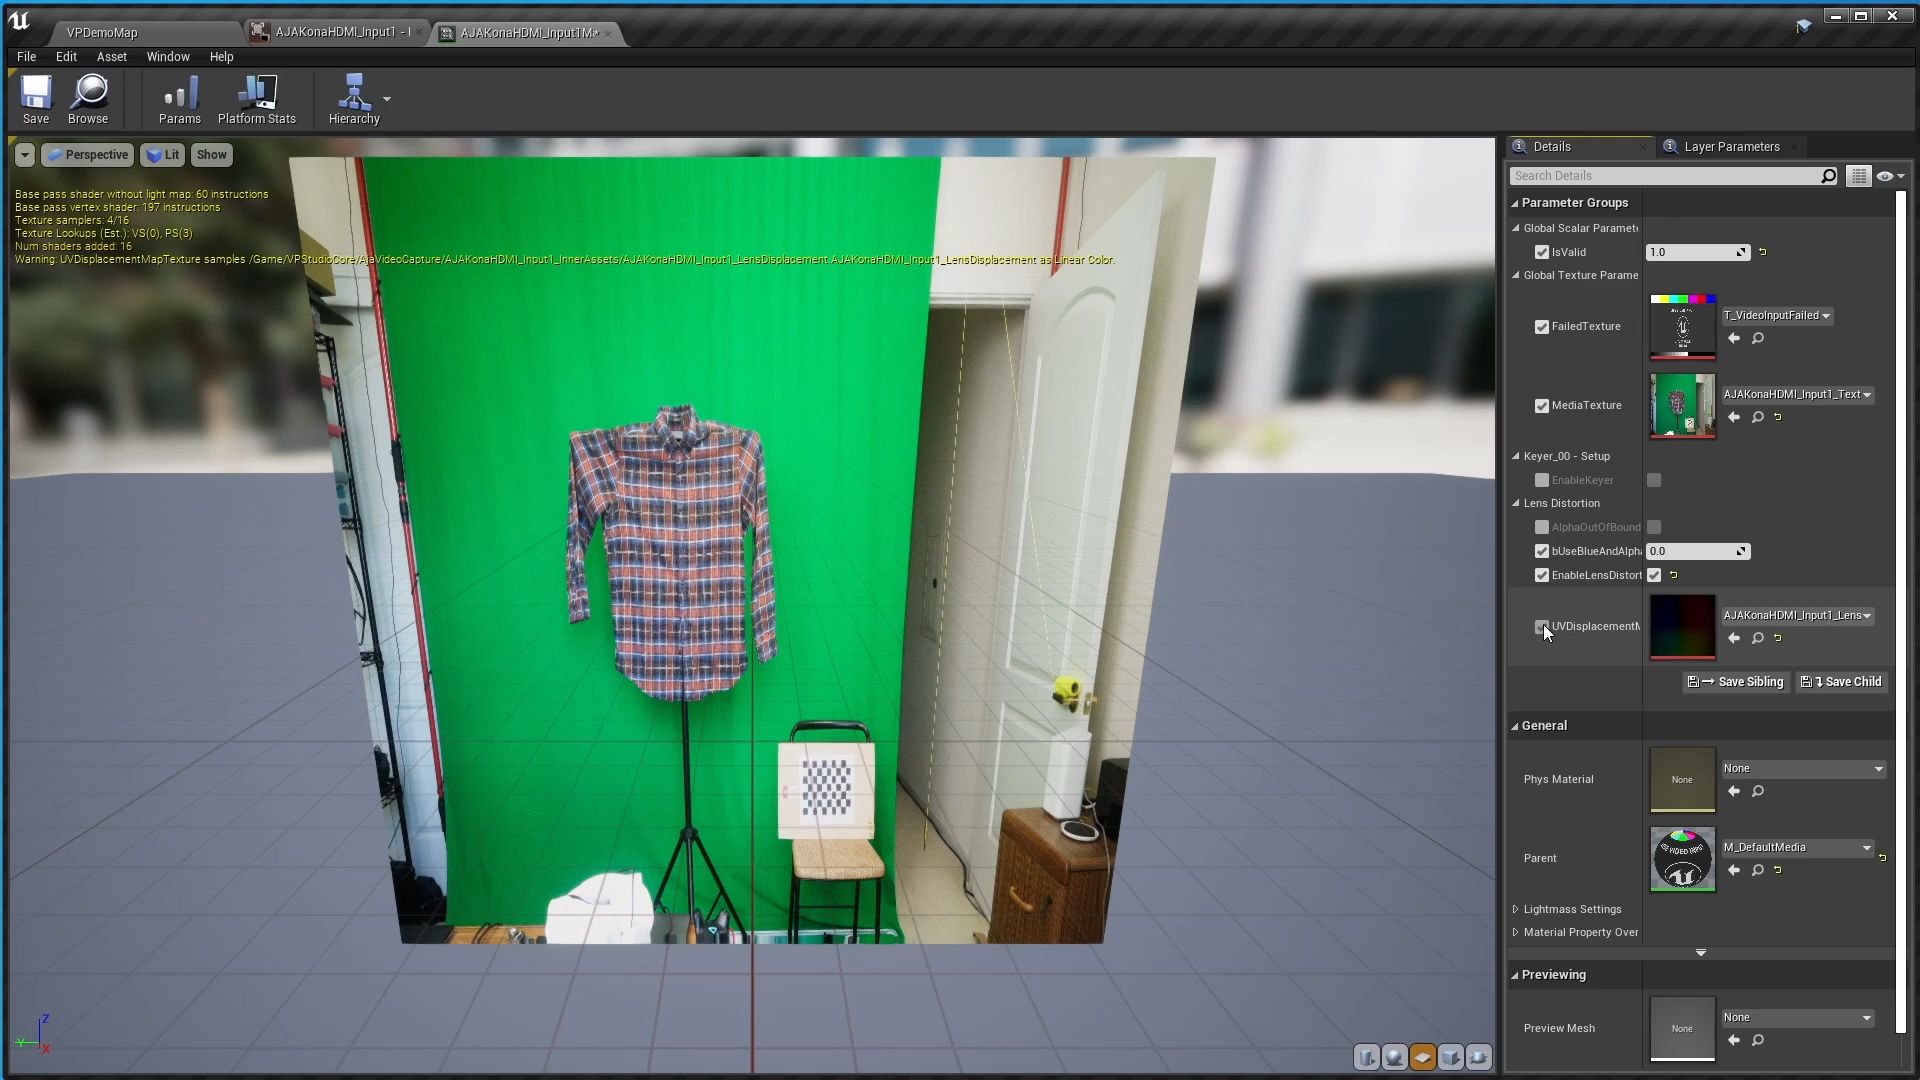 VPDemoMap
AJAKonaHDMI_Input1 - I
AJAKonaHDMI_Input1Ma*
File Edit Asset Window Help
Save Browse Params Platform Stats Hierarchy
Perspective Lit Show
Base pass shader without light map: 60 instructions
Base pass vertex shader: 197 instructions
Texture samplers: 4/16
Texture Lookups (Est.): VS(0), PS(3)
Num shaders added: 16
Warning: UVDisplacementMapTexture samples /Game/VPStudioCore/AjaVideoCapture/AJAKonaHDMI_Input1_InnerAssets/AJAKonaHDMI_Input1_LensDisplacement.AJAKonaHDMI_Input1_LensDisplacement as Linear Color.
Z
Y
X
Details
Layer Parameters
Search Details
Parameter Groups
Global Scalar Paramete
IsValid 1.0
Global Texture Parame
FailedTexture T_VideoInputFailed
MediaTexture AJAKonaHDMI_Input1_Text
Keyer_00 - Setup
EnableKeyer
Lens Distortion
AlphaOutOfBound
bUseBlueAndAlpha 0.0
EnableLensDistort
UVDisplacementM AJAKonaHDMI_Input1_Lens
Save Sibling Save Child
General
Phys Material None None
Parent M_DefaultMedia
VIDEO INPUT
Lightmass Settings
Material Property Over
Previewing
Preview Mesh None None